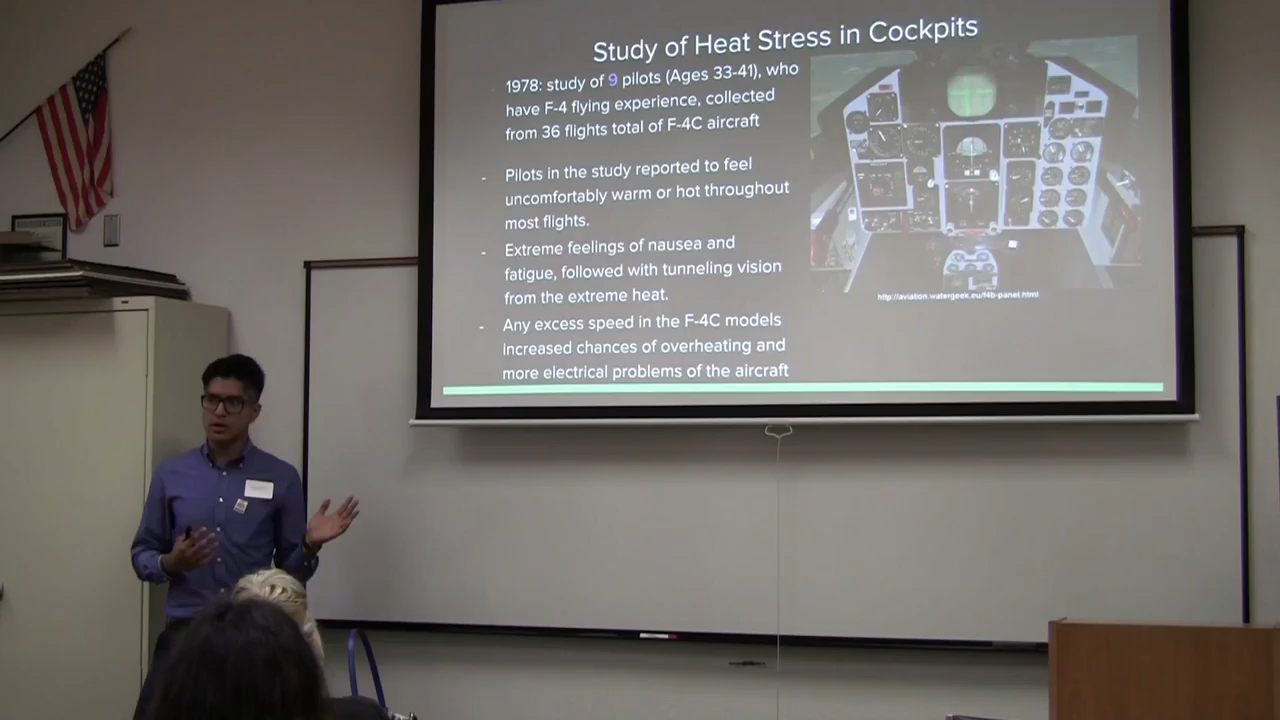 Study of Heat Stress in Cockpits
1978: study of 9 pilots (Ages 33-41), who
have F-4 flying experience, collected
from 36 flights total of F-4C aircraft
- Pilots in the study reported to feel
uncomfortably warm or hot throughout
most flights.
- Extreme feelings of nausea and
fatigue, followed with tunneling vision
from the extreme heat.
- Any excess speed in the F-4C models
increased chances of overheating and
more electrical problems of the aircraft
http://aviation.watergeek.eu/f4b-panel.html